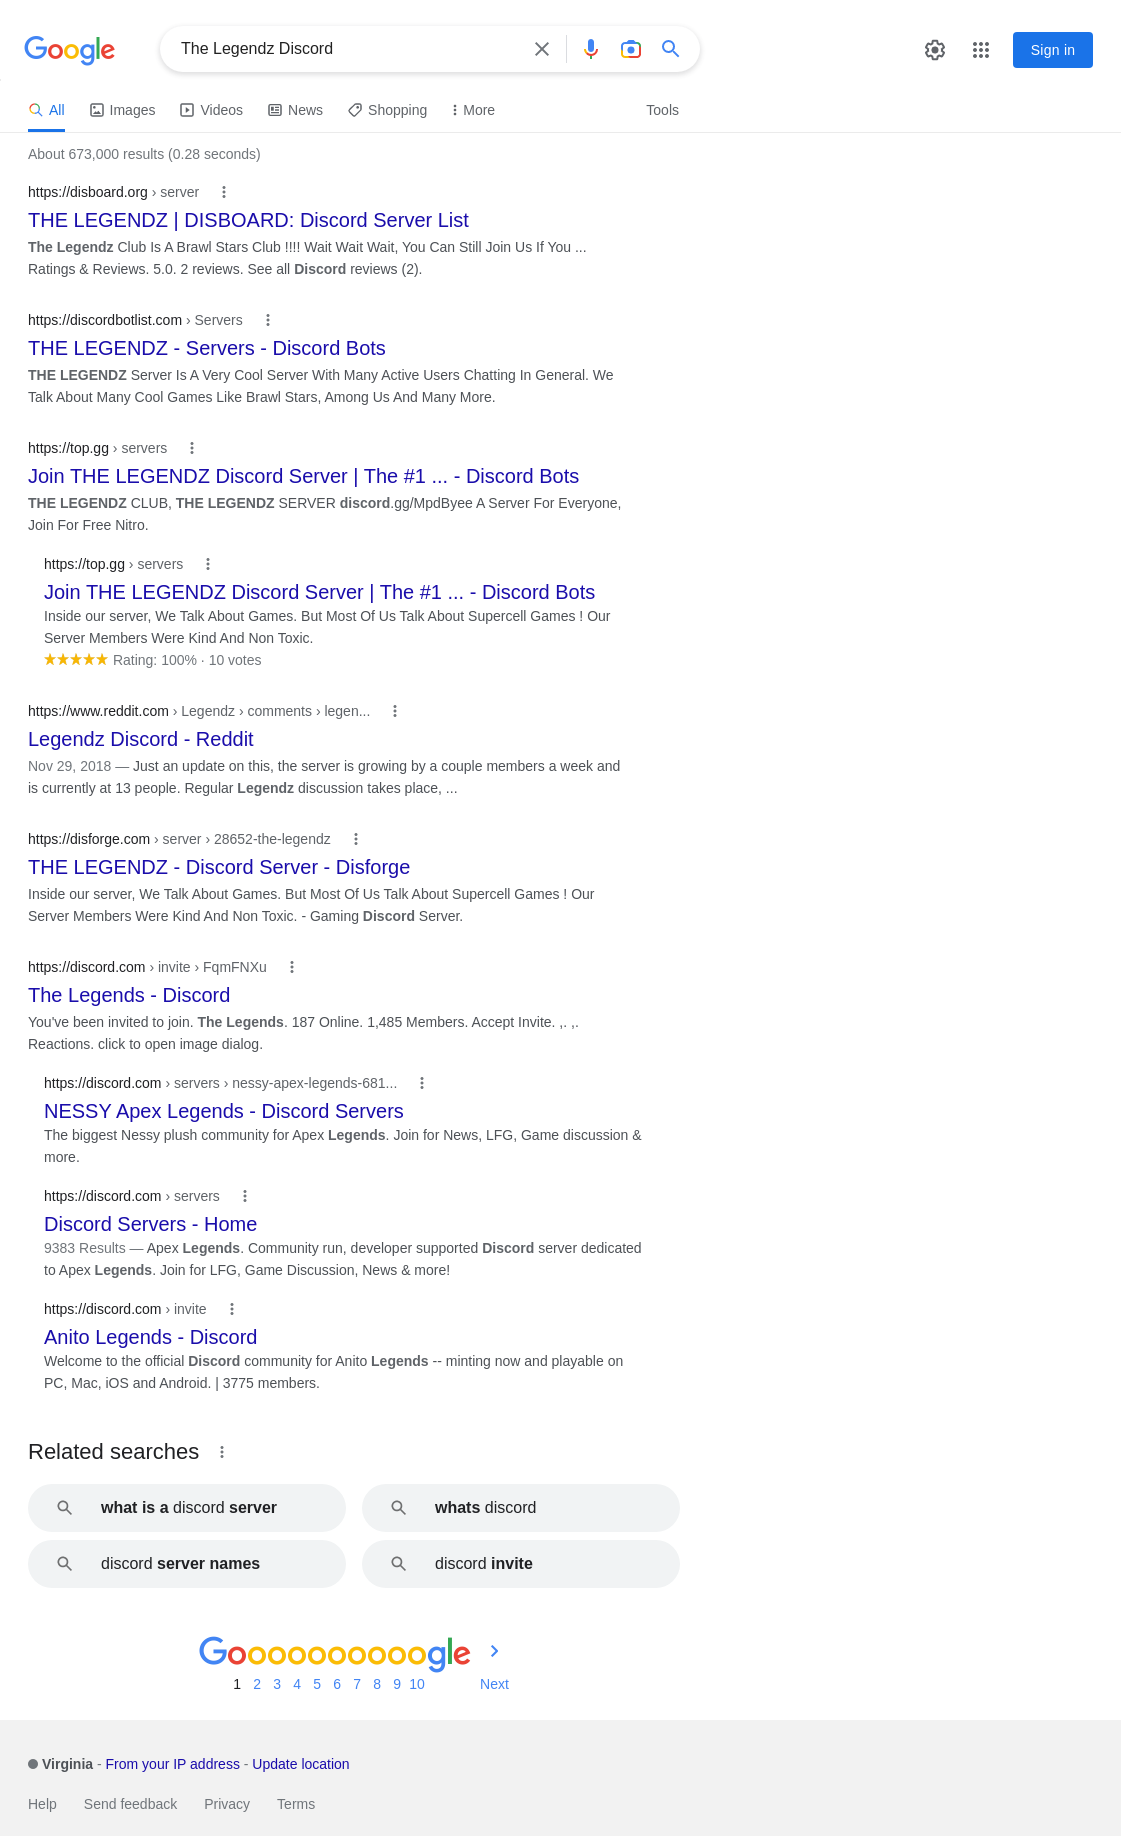 Google
The Legendz Discord
Sign in
All
Images
Videos
News
Shopping
More
Tools
About 673,000 results (0.28 seconds)
https://disboard.org › server
THE LEGENDZ | DISBOARD: Discord Server List
The Legendz Club Is A Brawl Stars Club !!!! Wait Wait Wait, You Can Still Join Us If You ...
Ratings & Reviews. 5.0. 2 reviews. See all Discord reviews (2).
https://discordbotlist.com › Servers
THE LEGENDZ - Servers - Discord Bots
THE LEGENDZ Server Is A Very Cool Server With Many Active Users Chatting In General. We
Talk About Many Cool Games Like Brawl Stars, Among Us And Many More.
https://top.gg › servers
Join THE LEGENDZ Discord Server | The #1 ... - Discord Bots
THE LEGENDZ CLUB, THE LEGENDZ SERVER discord.gg/MpdByee A Server For Everyone,
Join For Free Nitro.
https://top.gg › servers
Join THE LEGENDZ Discord Server | The #1 ... - Discord Bots
Inside our server, We Talk About Games. But Most Of Us Talk About Supercell Games ! Our
Server Members Were Kind And Non Toxic.
Rating: 100% · 10 votes
https://www.reddit.com › Legendz › comments › legen...
Legendz Discord - Reddit
Nov 29, 2018 — Just an update on this, the server is growing by a couple members a week and
is currently at 13 people. Regular Legendz discussion takes place, ...
https://disforge.com › server › 28652-the-legendz
THE LEGENDZ - Discord Server - Disforge
Inside our server, We Talk About Games. But Most Of Us Talk About Supercell Games ! Our
Server Members Were Kind And Non Toxic. - Gaming Discord Server.
https://discord.com › invite › FqmFNXu
The Legends - Discord
You've been invited to join. The Legends. 187 Online. 1,485 Members. Accept Invite. ,. ,.
Reactions. click to open image dialog.
https://discord.com › servers › nessy-apex-legends-681...
NESSY Apex Legends - Discord Servers
The biggest Nessy plush community for Apex Legends. Join for News, LFG, Game discussion &
more.
https://discord.com › servers
Discord Servers - Home
9383 Results — Apex Legends. Community run, developer supported Discord server dedicated
to Apex Legends. Join for LFG, Game Discussion, News & more!
https://discord.com › invite
Anito Legends - Discord
Welcome to the official Discord community for Anito Legends -- minting now and playable on
PC, Mac, iOS and Android. | 3775 members.
Related searches
what is a discord server
whats discord
discord server names
discord invite
Goooooooooogle
1 2 3 4 5 6 7 8 9 10 Next
Virginia - From your IP address - Update location
Help Send feedback Privacy Terms